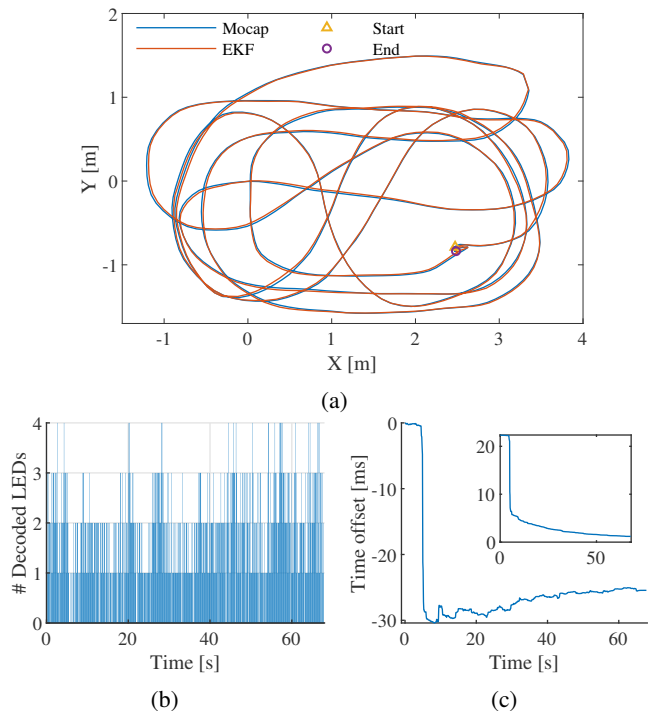 Mocap
Start
EKF
End
2
1
0
-1
Y [m]
-1 0 1 2 3 4
X [m]
(a)
4
3
2
1
0
# Decoded LEDs
0 20 40 60
Time [s]
(b)
0
-10
-20
-30
Time offset [ms]
20
10
0
0 50
0 20 40 60
Time [s]
(c)